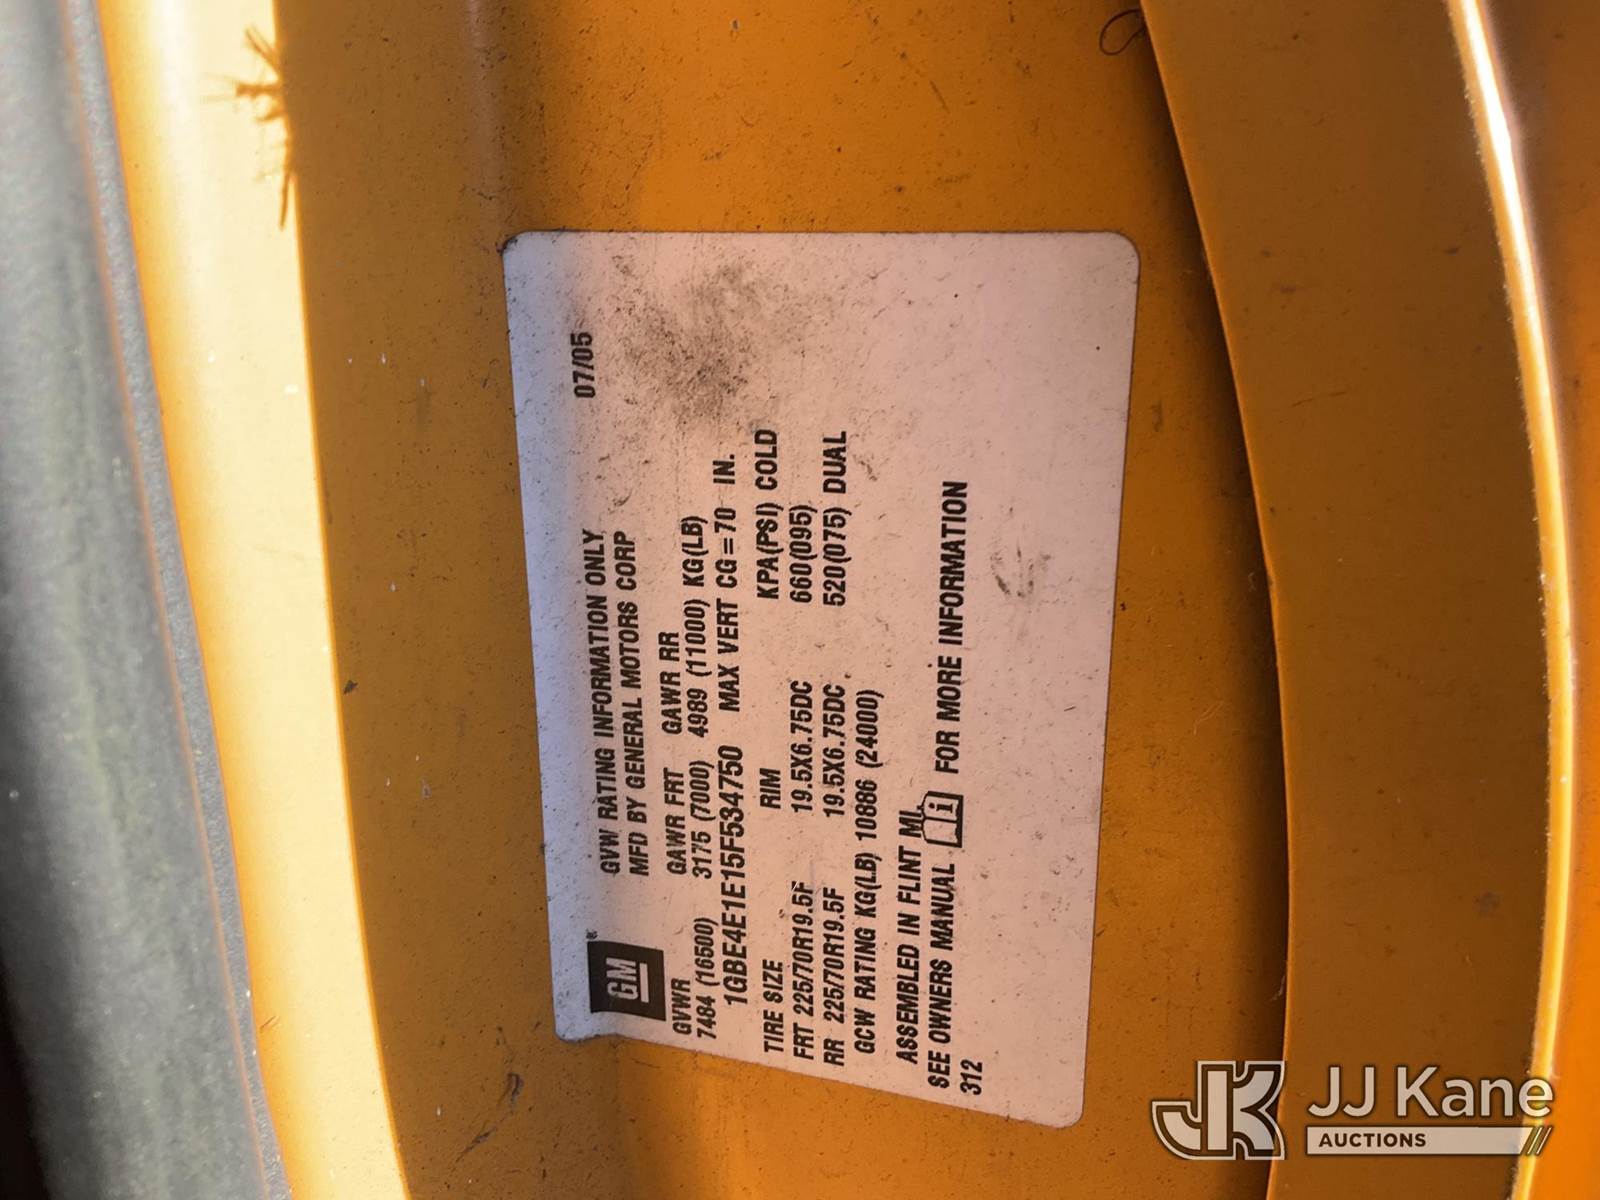 GM
GVW RATING INFORMATION ONLY 07/05
MFD BY GENERAL MOTORS CORP
GVWR GAWR FRT GAWR RR
7484 (16500) 3175 (7000) 4989 (11000) KG(LB)
1GBE4E1E15F534750 MAX VERT CG=70 IN.
TIRE SIZE RIM KPA(PSI) COLD
FRT 225/70R19.5F 19.5X6.75DC 660(095)
RR 225/70R19.5F 19.5X6.75DC 520(075) DUAL
GCW RATING KG(LB) 10886 (24000)
ASSEMBLED IN FLINT MI.
SEE OWNERS MANUAL i FOR MORE INFORMATION
312
JK JJ Kane
AUCTIONS